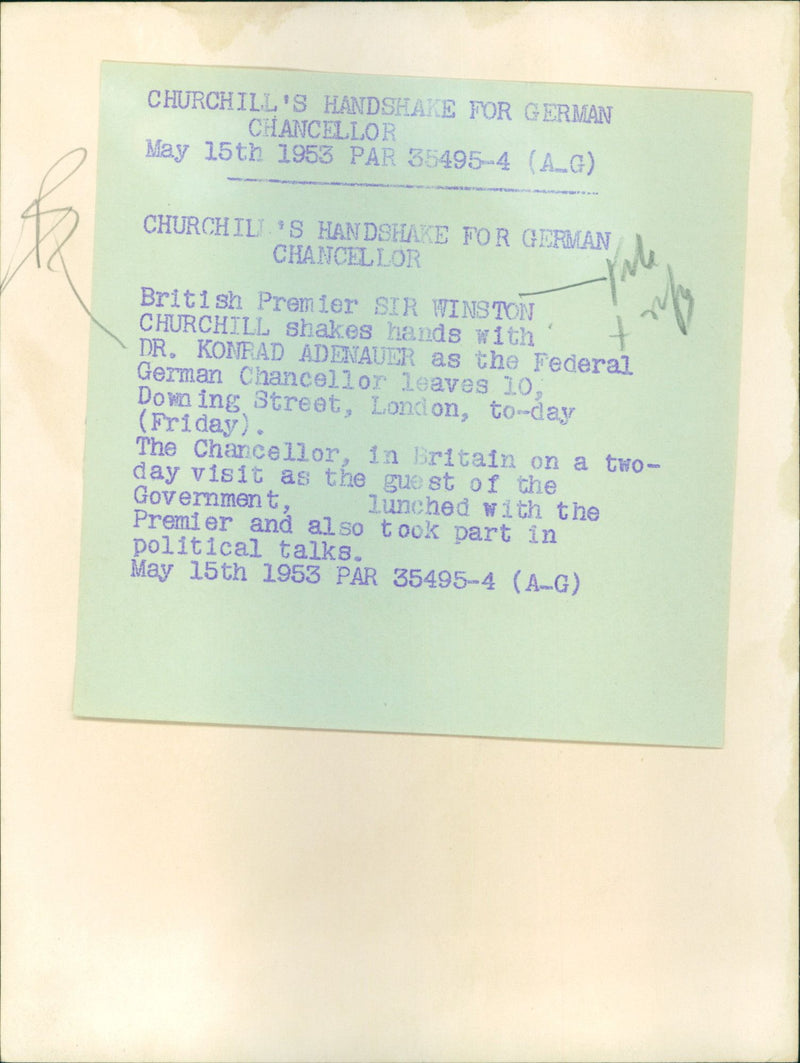 CHURCHILL'S HANDSHAKE FOR GERMAN
CHANCELLOR
May 15th 1953 PAR 35495-4 (A-G)
CHURCHILL'S HANDSHAKE FOR GERMAN
CHANCELLOR
British Premier SIR WINSTON
CHURCHILL shakes hands with
DR. KONRAD ADENAUER as the Federal
German Chancellor leaves 10,
Downing Street, London, to-day
(Friday).
The Chancellor, in Britain on a two-
day visit as the guest of the
Government, lunched with the
Premier and also took part in
political talks.
May 15th 1953 PAR 35495-4 (A-G)